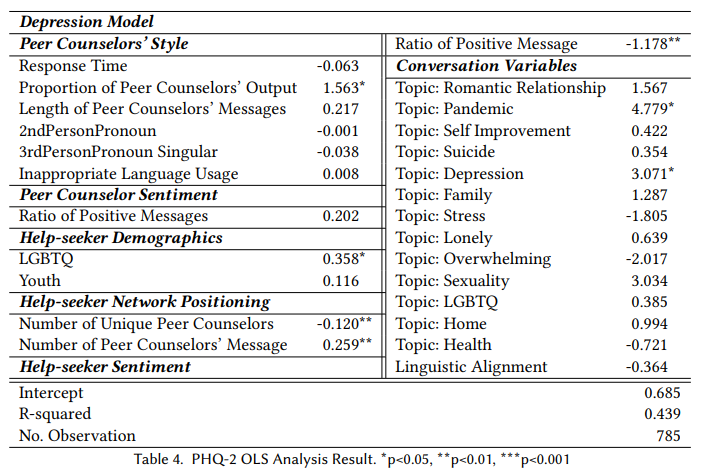 Depression Model
Peer Counselors' Style
Response Time -0.063
Proportion of Peer Counselors' Output 1.563*
Length of Peer Counselors' Messages 0.217
2ndPersonPronoun -0.001
3rdPersonPronoun Singular -0.038
Inappropriate Language Usage 0.008
Peer Counselor Sentiment
Ratio of Positive Messages 0.202
Help-seeker Demographics
LGBTQ 0.358*
Youth 0.116
Help-seeker Network Positioning
Number of Unique Peer Counselors -0.120**
Number of Peer Counselors' Message 0.259**
Help-seeker Sentiment
Ratio of Positive Message -1.178**
Conversation Variables
Topic: Romantic Relationship 1.567
Topic: Pandemic 4.779*
Topic: Self Improvement 0.422
Topic: Suicide 0.354
Topic: Depression 3.071*
Topic: Family 1.287
Topic: Stress -1.805
Topic: Lonely 0.639
Topic: Overwhelming -2.017
Topic: Sexuality 3.034
Topic: LGBTQ 0.385
Topic: Home 0.994
Topic: Health -0.721
Linguistic Alignment -0.364
Intercept 0.685
R-squared 0.439
No. Observation 785
Table 4. PHQ-2 OLS Analysis Result. *p<0.05, **p<0.01, ***p<0.001